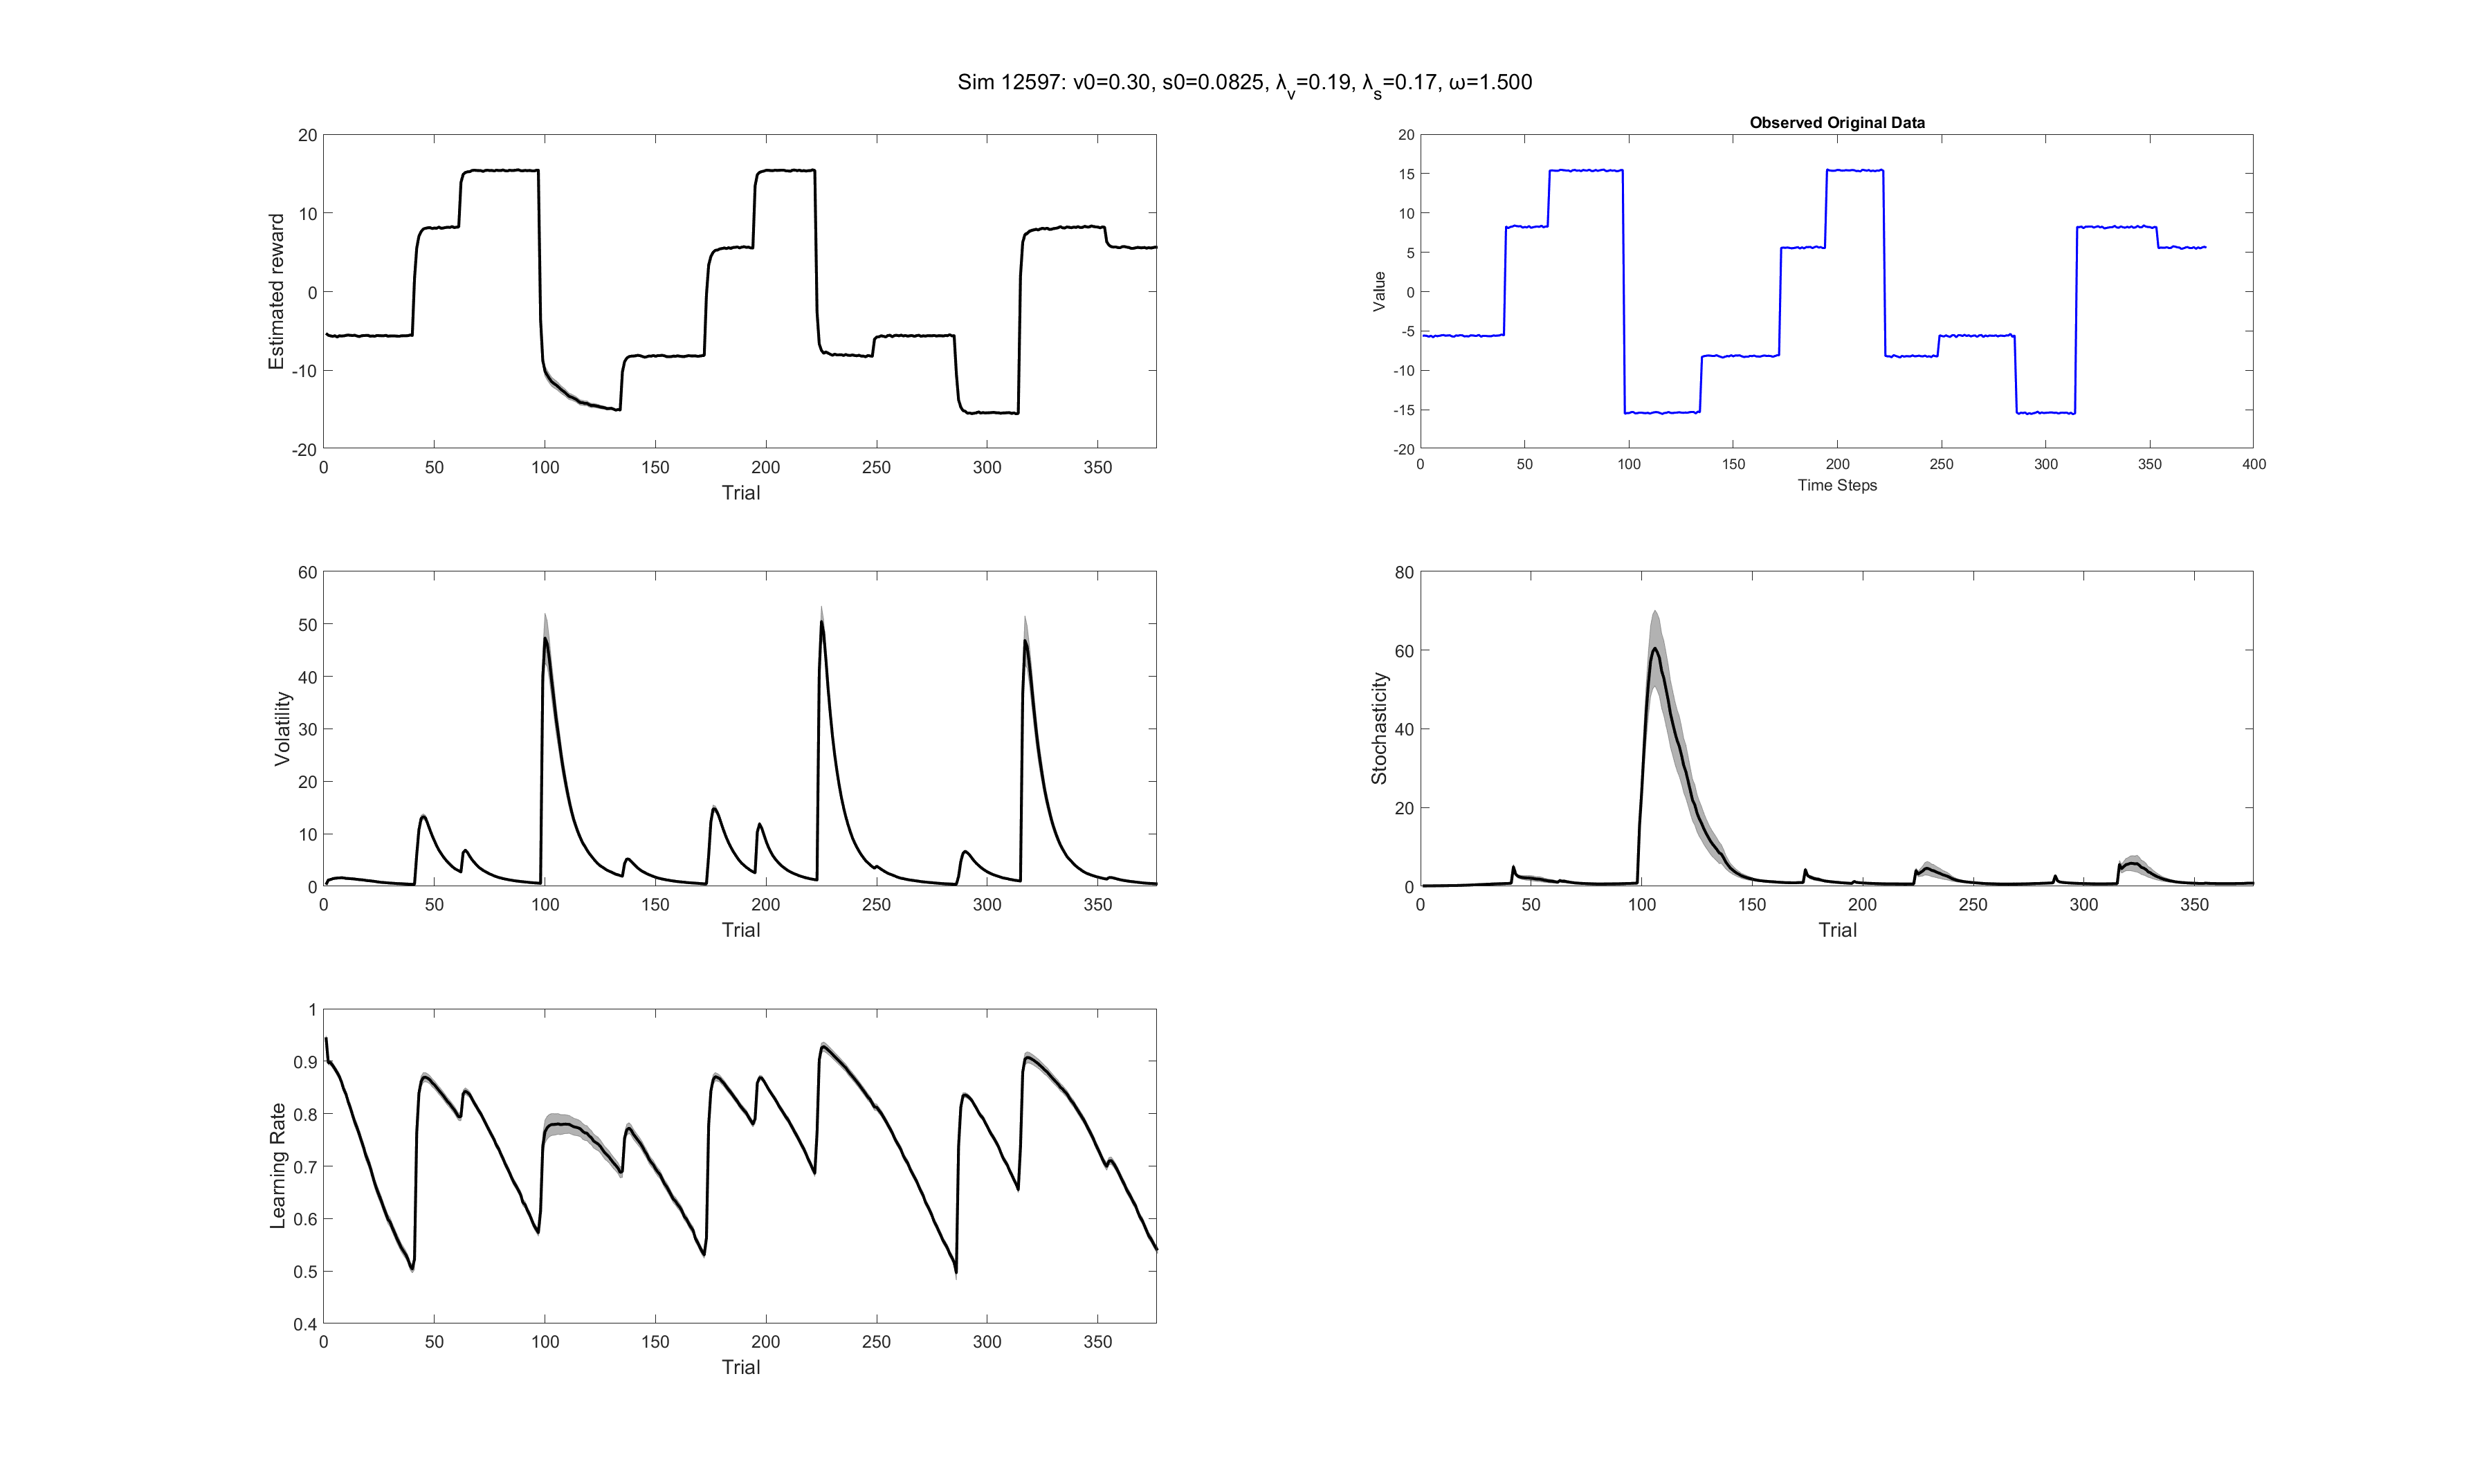 Sim 12597: v0=0.30, s0=0.0825, λv=0.19, λs=0.17, ω=1.500
Estimated reward
20
10
0
-10
-20
0 50 100 150 200 250 300 350
Trial
Observed Original Data
Value
20
15
10
5
0
-5
-10
-15
-20
0 50 100 150 200 250 300 350 400
Time Steps
Volatility
60
50
40
30
20
10
0
0 50 100 150 200 250 300 350
Trial
Stochasticity
80
60
40
20
0
0 50 100 150 200 250 300 350
Trial
Learning Rate
1
0.9
0.8
0.7
0.6
0.5
0.4
0 50 100 150 200 250 300 350
Trial